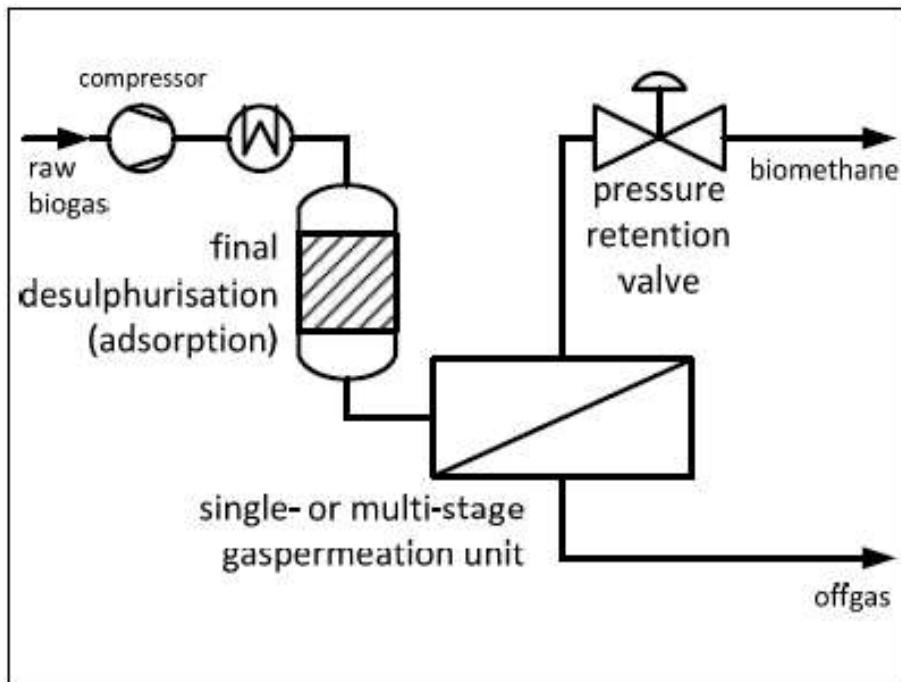 compressor
raw
biogas
final
desulphurisation
(adsorption)
pressure
retention
valve
biomethane
single- or multi-stage
gaspermeation unit
offgas